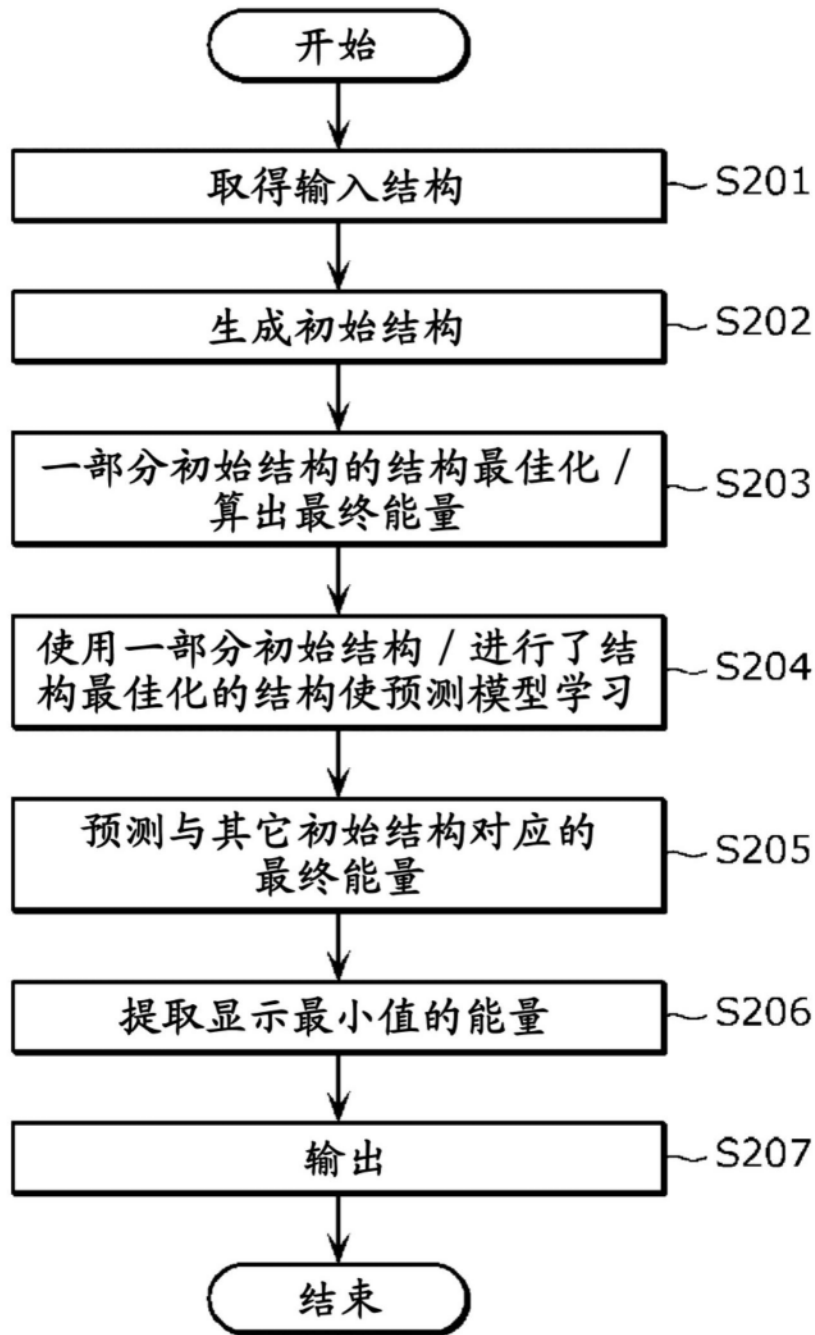 开始
取得输入结构
S201
生成初始结构
S202
一部分初始结构的结构最佳化 /
算出最终能量
S203
使用一部分初始结构 / 进行了结
构最佳化的结构使预测模型学习
S204
预测与其它初始结构对应的
最终能量
S205
提取显示最小值的能量
S206
输出
S207
结束